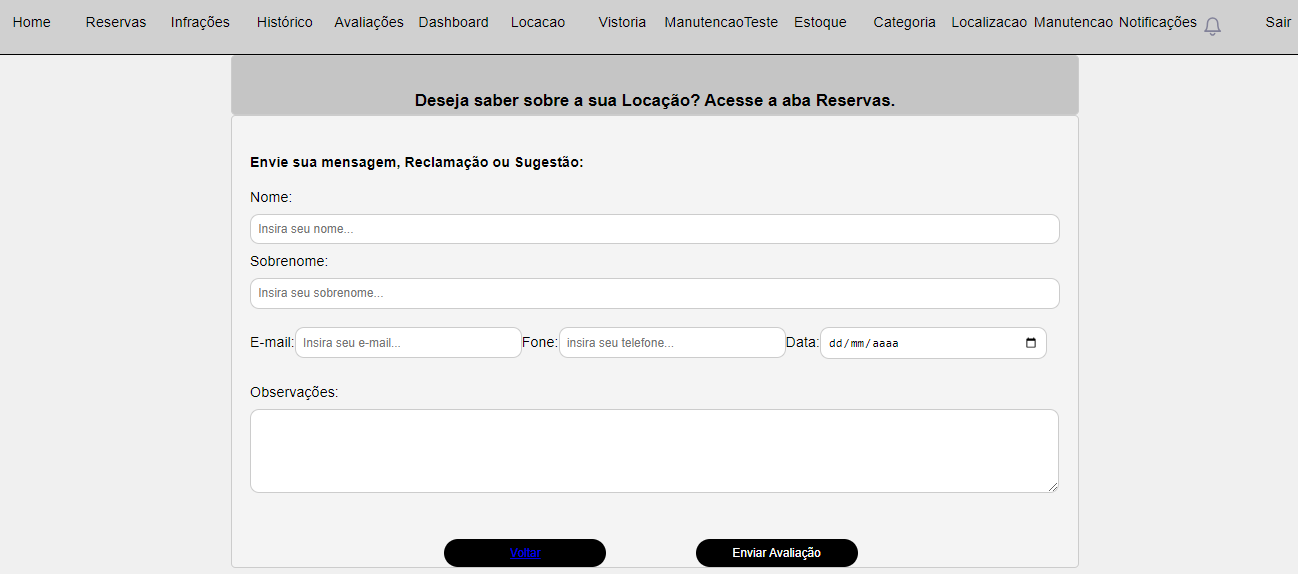 Home Reservas Infrações Histórico Avaliações Dashboard Locacao Vistoria ManutencaoTeste Estoque Categoria Localizacao Manutencao Notificações Sair
Deseja saber sobre a sua Locação? Acesse a aba Reservas.
Envie sua mensagem, Reclamação ou Sugestão:
Nome:
Insira seu nome...
Sobrenome:
Insira seu sobrenome...
E-mail: Insira seu e-mail... Fone: insira seu telefone... Data: dd/mm/aaaa
Observações:
Voltar Enviar Avaliação